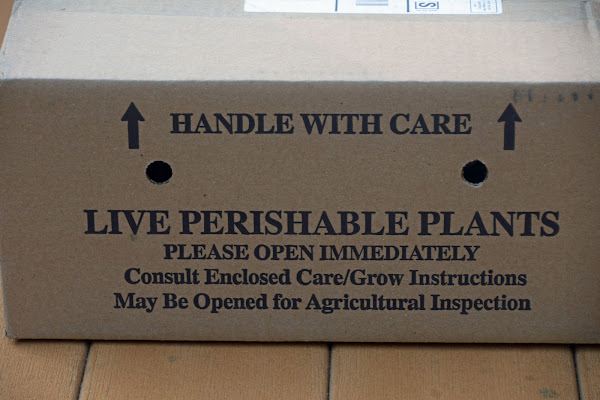 HANDLE WITH CARE
LIVE PERISHABLE PLANTS
PLEASE OPEN IMMEDIATELY
Consult Enclosed Care/Grow Instructions
May Be Opened for Agricultural Inspection